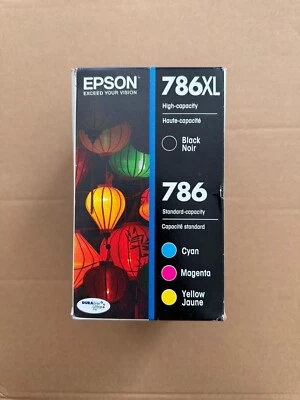 EPSON
EXCEED YOUR VISION
786XL
High-capacity
Haute-capacité
Black
Noir
786
Standard-capacity
Capacité standard
Cyan
Magenta
Yellow
Jaune
DURABrite